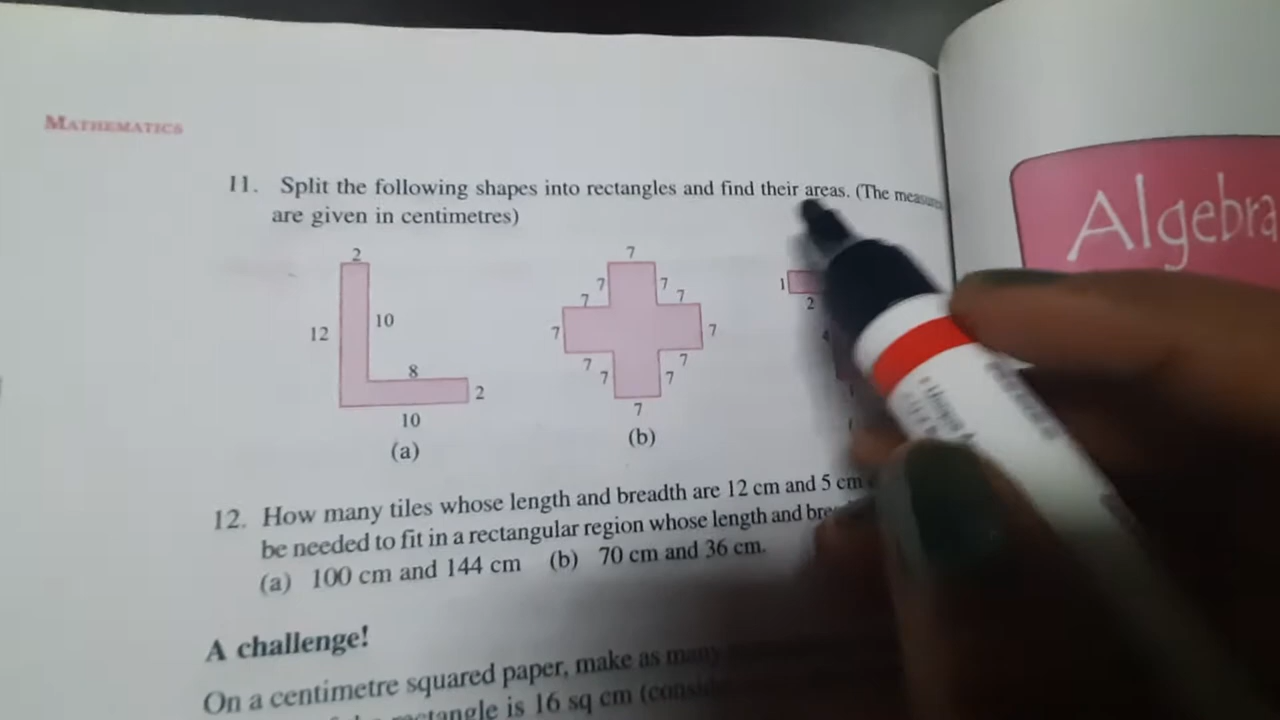 MATHEMATICS
11. Split the following shapes into rectangles and find their areas. (The measures
are given in centimetres)
2
12
10
8
2
10
(a)
7
7
7
7
7
7
7
7
7
7
7
7
(b)
1
2
12. How many tiles whose length and breadth are 12 cm and 5 cm
be needed to fit in a rectangular region whose length and
(a) 100 cm and 144 cm (b) 70 cm and 36 cm.
A challenge!
On a centimetre squared paper, make as many
rectangle is 16 sq cm
Algebra